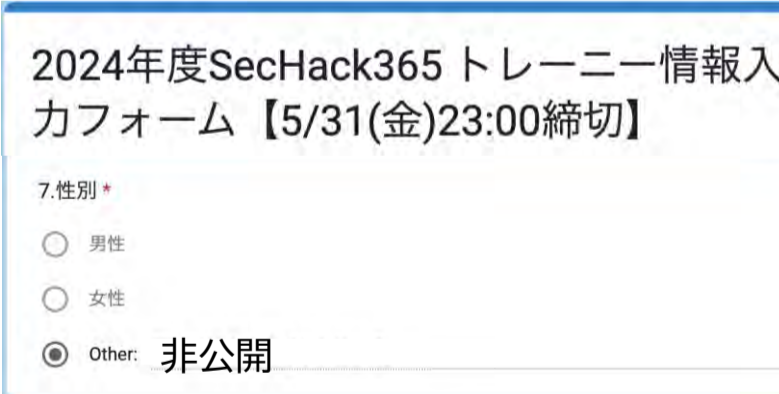 2024年度SecHack365 トレーニー情報入
力フォーム【5/31(金)23:00締切】
7.性別 *
男性
女性
Other: 非公開